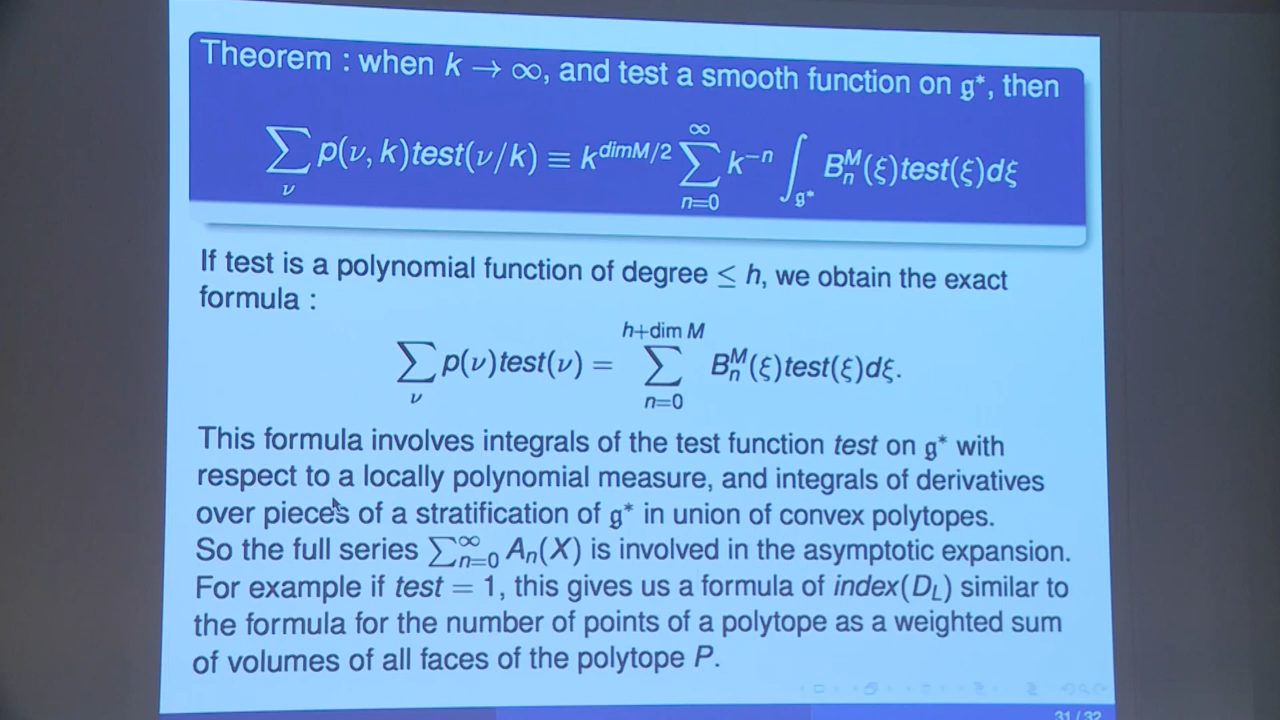 Theorem : when k → ∞, and test a smooth function on 𝔤*, then
∑_ν p(ν, k)test(ν/k) ≡ k^{dimM/2} ∑_{n=0}^{∞} k^{-n} ∫_{𝔤*} B_n^M(ξ)test(ξ)dξ
If test is a polynomial function of degree ≤ h, we obtain the exact
formula :
∑_ν p(ν)test(ν) = ∑_{n=0}^{h+dim M} B_n^M(ξ)test(ξ)dξ.
This formula involves integrals of the test function test on 𝔤* with
respect to a locally polynomial measure, and integrals of derivatives
over pieces of a stratification of 𝔤* in union of convex polytopes.
So the full series ∑_{n=0}^{∞} A_n(X) is involved in the asymptotic expansion.
For example if test = 1, this gives us a formula of index(D_L) similar to
the formula for the number of points of a polytope as a weighted sum
of volumes of all faces of the polytope P.
31 / 32